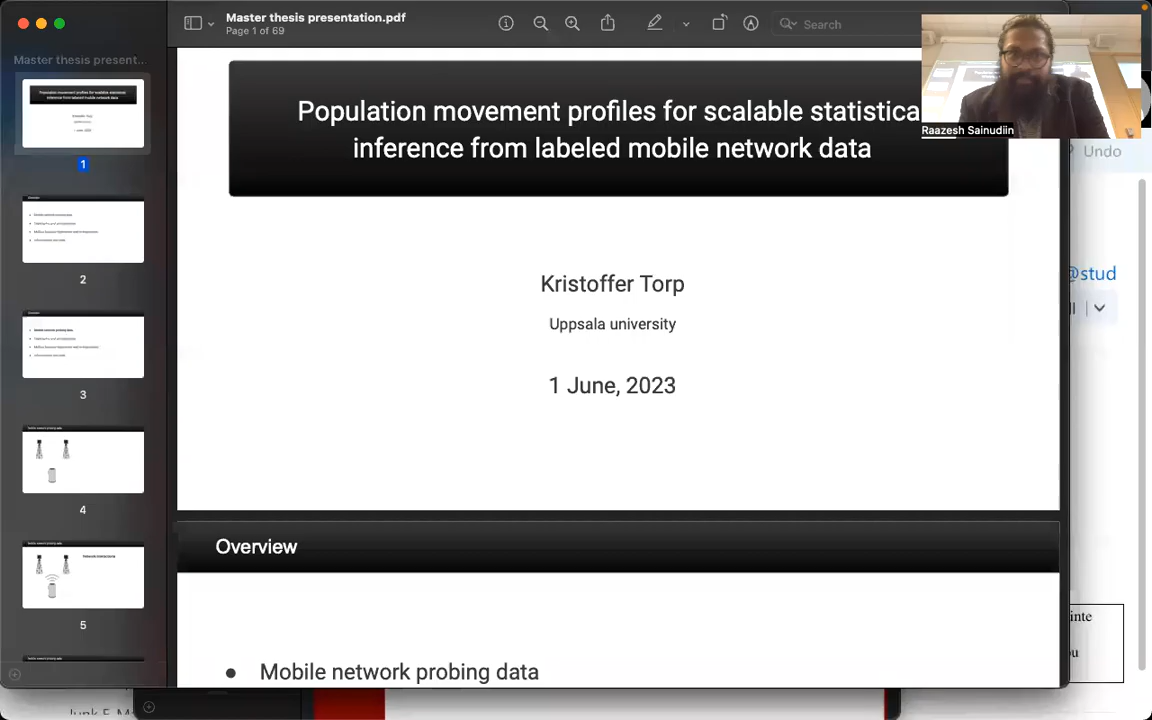 Master thesis presentation.pdf
Page 1 of 69
Search
Master thesis present...
1
2
3
4
5
Population movement profiles for scalable statistica
inference from labeled mobile network data
Kristoffer Torp
Uppsala university
1 June, 2023
Overview
Mobile network probing data
Raazesh Sainudiin
Undo
@stud
inte